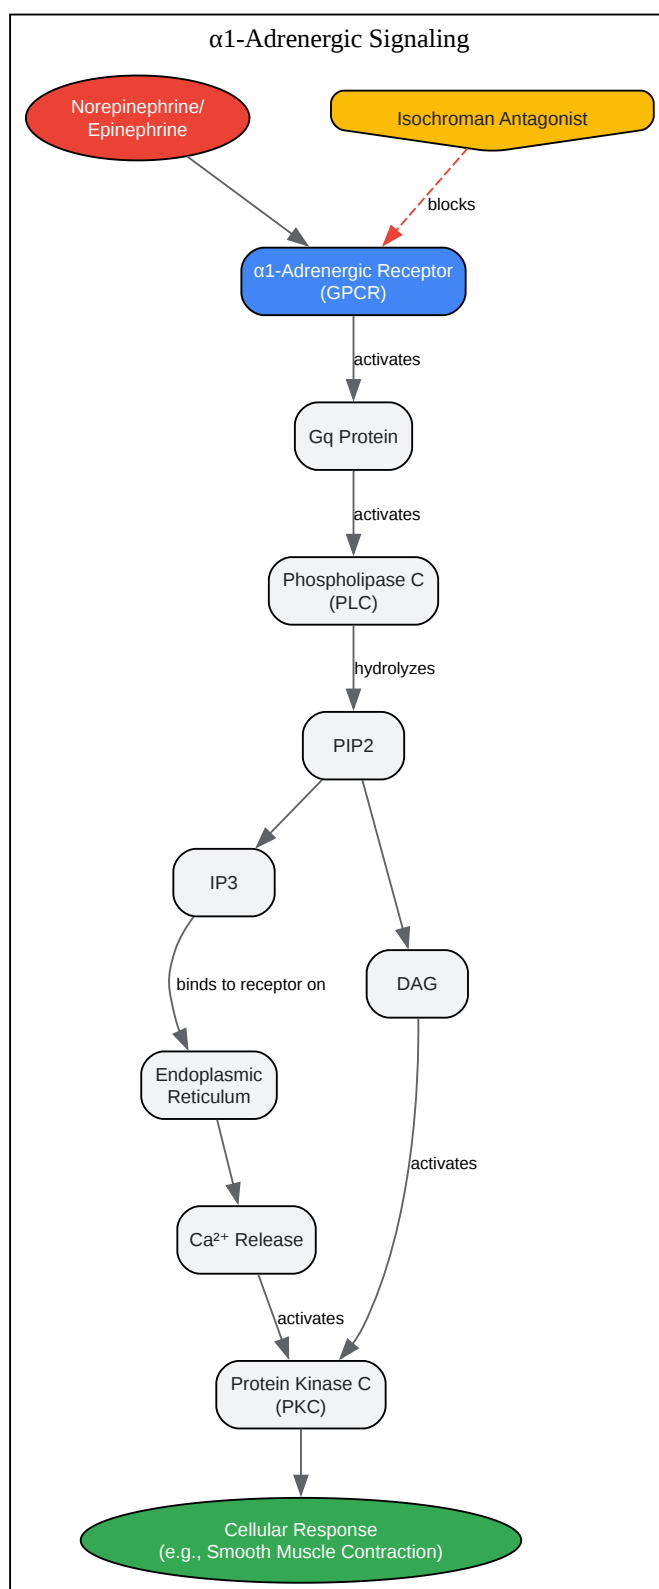 α1-Adrenergic Signaling
Norepinephrine/
Epinephrine
Isochroman Antagonist
blocks
α1-Adrenergic Receptor
(GPCR)
activates
Gq Protein
activates
Phospholipase C
(PLC)
hydrolyzes
PIP2
IP3
binds to receptor on
DAG
Endoplasmic
Reticulum
activates
Ca²⁺ Release
activates
Protein Kinase C
(PKC)
Cellular Response
(e.g., Smooth Muscle Contraction)